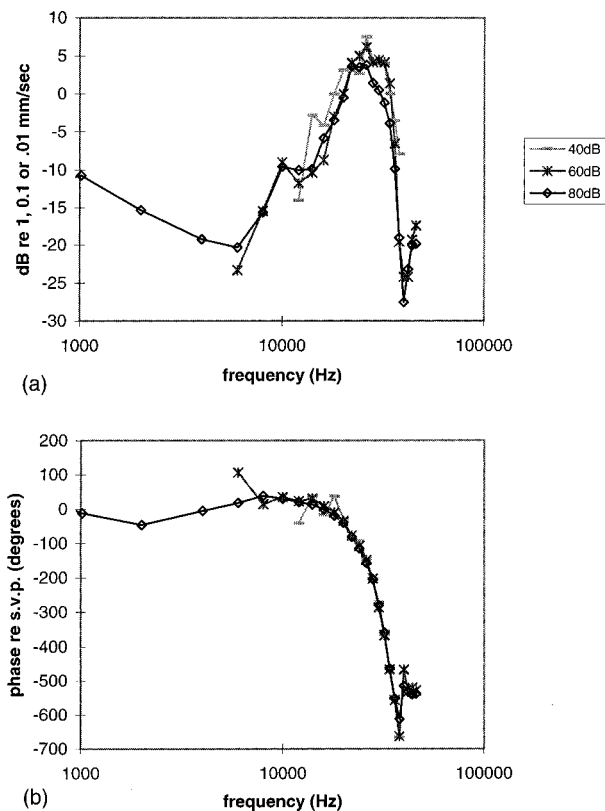 10
5
0
-5
-10
-15
-20
-25
-30
dB re 1, 0.1 or .01 mm/sec
1000 10000 100000
frequency (Hz)
(a)
40dB
60dB
80dB
200
100
0
-100
-200
-300
-400
-500
-600
-700
phase re s.v.p. (degrees)
1000 10000 100000
frequency (Hz)
(b)